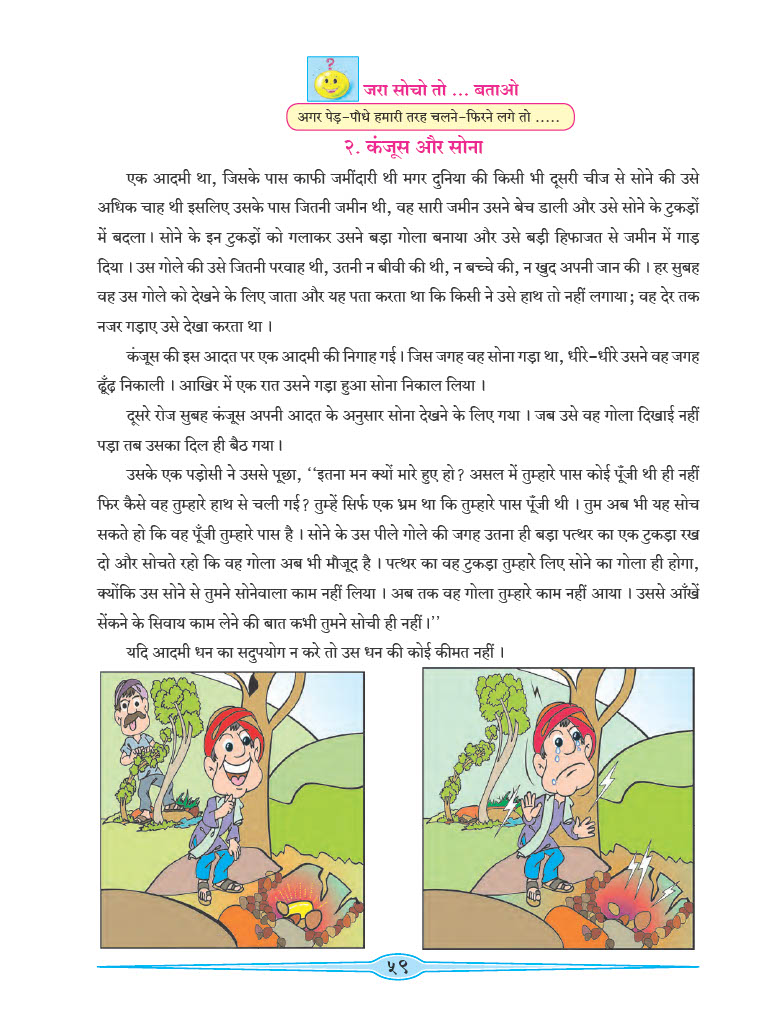 ?
जरा सोचो तो ... बताओ
अगर पेड़-पौधे हमारी तरह चलने-फिरने लगे तो .....
२. कंजूस और सोना
एक आदमी था, जिसके पास काफी जमींदारी थी मगर दुनिया की किसी भी दूसरी चीज से सोने की उसे
अधिक चाह थी इसलिए उसके पास जितनी जमीन थी, वह सारी जमीन उसने बेच डाली और उसे सोने के टुकड़ों
में बदला । सोने के इन टुकड़ों को गलाकर उसने बड़ा गोला बनाया और उसे बड़ी हिफाजत से जमीन में गाड़
दिया । उस गोले की उसे जितनी परवाह थी, उतनी न बीवी की थी, न बच्चे की, न खुद अपनी जान की । हर सुबह
वह उस गोले को देखने के लिए जाता और यह पता करता था कि किसी ने उसे हाथ तो नहीं लगाया; वह देर तक
नजर गड़ाए उसे देखा करता था ।
कंजूस की इस आदत पर एक आदमी की निगाह गई । जिस जगह वह सोना गड़ा था, धीरे-धीरे उसने वह जगह
ढूँढ़ निकाली । आखिर में एक रात उसने गड़ा हुआ सोना निकाल लिया ।
दूसरे रोज सुबह कंजूस अपनी आदत के अनुसार सोना देखने के लिए गया । जब उसे वह गोला दिखाई नहीं
पड़ा तब उसका दिल ही बैठ गया ।
उसके एक पड़ोसी ने उससे पूछा, ‘‘इतना मन क्यों मारे हुए हो ? असल में तुम्हारे पास कोई पूँजी थी ही नहीं
फिर कैसे वह तुम्हारे हाथ से चली गई ? तुम्हें सिर्फ एक भ्रम था कि तुम्हारे पास पूँजी थी । तुम अब भी यह सोच
सकते हो कि वह पूँजी तुम्हारे पास है । सोने के उस पीले गोले की जगह उतना ही बड़ा पत्थर का एक टुकड़ा रख
दो और सोचते रहो कि वह गोला अब भी मौजूद है । पत्थर का वह टुकड़ा तुम्हारे लिए सोने का गोला ही होगा,
क्योंकि उस सोने से तुमने सोनेवाला काम नहीं लिया । अब तक वह गोला तुम्हारे काम नहीं आया । उससे आँखें
सेंकने के सिवाय काम लेने की बात कभी तुमने सोची ही नहीं ।’’
यदि आदमी धन का सदुपयोग न करे तो उस धन की कोई कीमत नहीं ।
५९